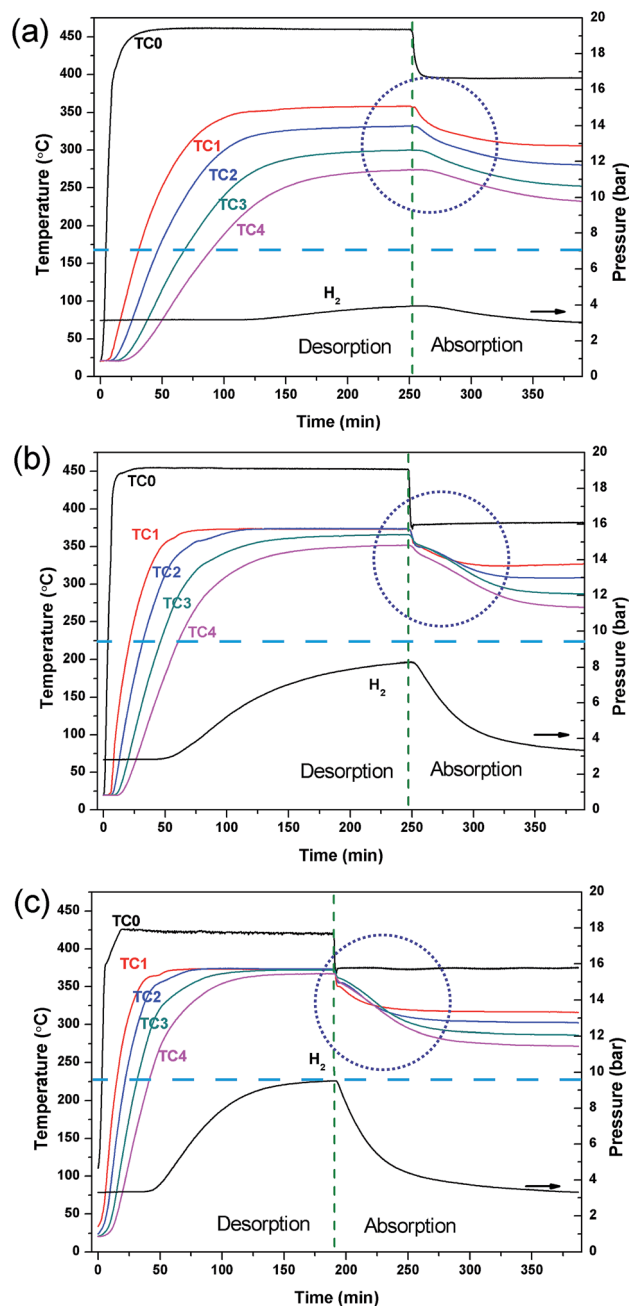 (a)
450
400
350
300
250
200
150
100
50
0
Temperature (°C)
20
18
16
14
12
10
8
6
4
2
0
Pressure (bar)
TC0
TC1
TC2
TC3
TC4
H2
Desorption
Absorption
0 50 100 150 200 250 300 350
Time (min)
(b)
450
400
350
300
250
200
150
100
50
0
Temperature (°C)
20
18
16
14
12
10
8
6
4
2
0
Pressure (bar)
TC0
TC1
TC2
TC3
TC4
H2
Desorption
Absorption
0 50 100 150 200 250 300 350
Time (min)
(c)
450
400
350
300
250
200
150
100
50
0
Temperature (°C)
20
18
16
14
12
10
8
6
4
2
0
Pressure (bar)
TC0
TC1
TC2
TC3
TC4
H2
Desorption
Absorption
0 50 100 150 200 250 300 350
Time (min)